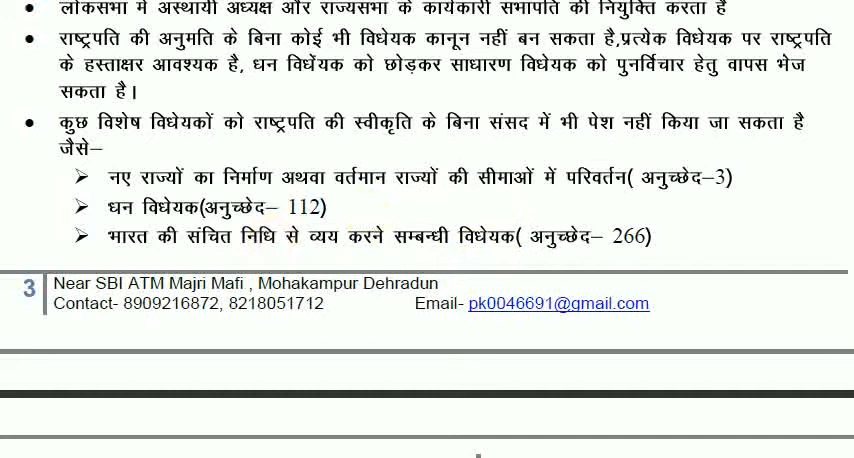 लोकसभा में अस्थायी अध्यक्ष और राज्यसभा के कार्यकारी सभापति की नियुक्ति करता है
राष्ट्रपति की अनुमति के बिना कोई भी विधेयक कानून नहीं बन सकता है,प्रत्येक विधेयक पर राष्ट्रपति
के हस्ताक्षर आवश्यक है, धन विधेंयक को छोड़कर साधारण विधेयक को पुनर्विचार हेतु वापस भेज
सकता है।
कुछ विशेष विधेयकों को राष्ट्रपति की स्वीकृति के बिना संसद में भी पेश नहीं किया जा सकता है
जैसे–
नए राज्यों का निर्माण अथवा वर्तमान राज्यों की सीमाओं में परिवर्तन( अनुच्छेद–3)
धन विधेयक(अनुच्छेद– 112)
भारत की संचित निधि से व्यय करने सम्बन्धी विधेयक( अनुच्छेद– 266)
3 Near SBI ATM Majri Mafi , Mohakampur Dehradun
Contact- 8909216872, 8218051712 Email- pk0046691@gmail.com